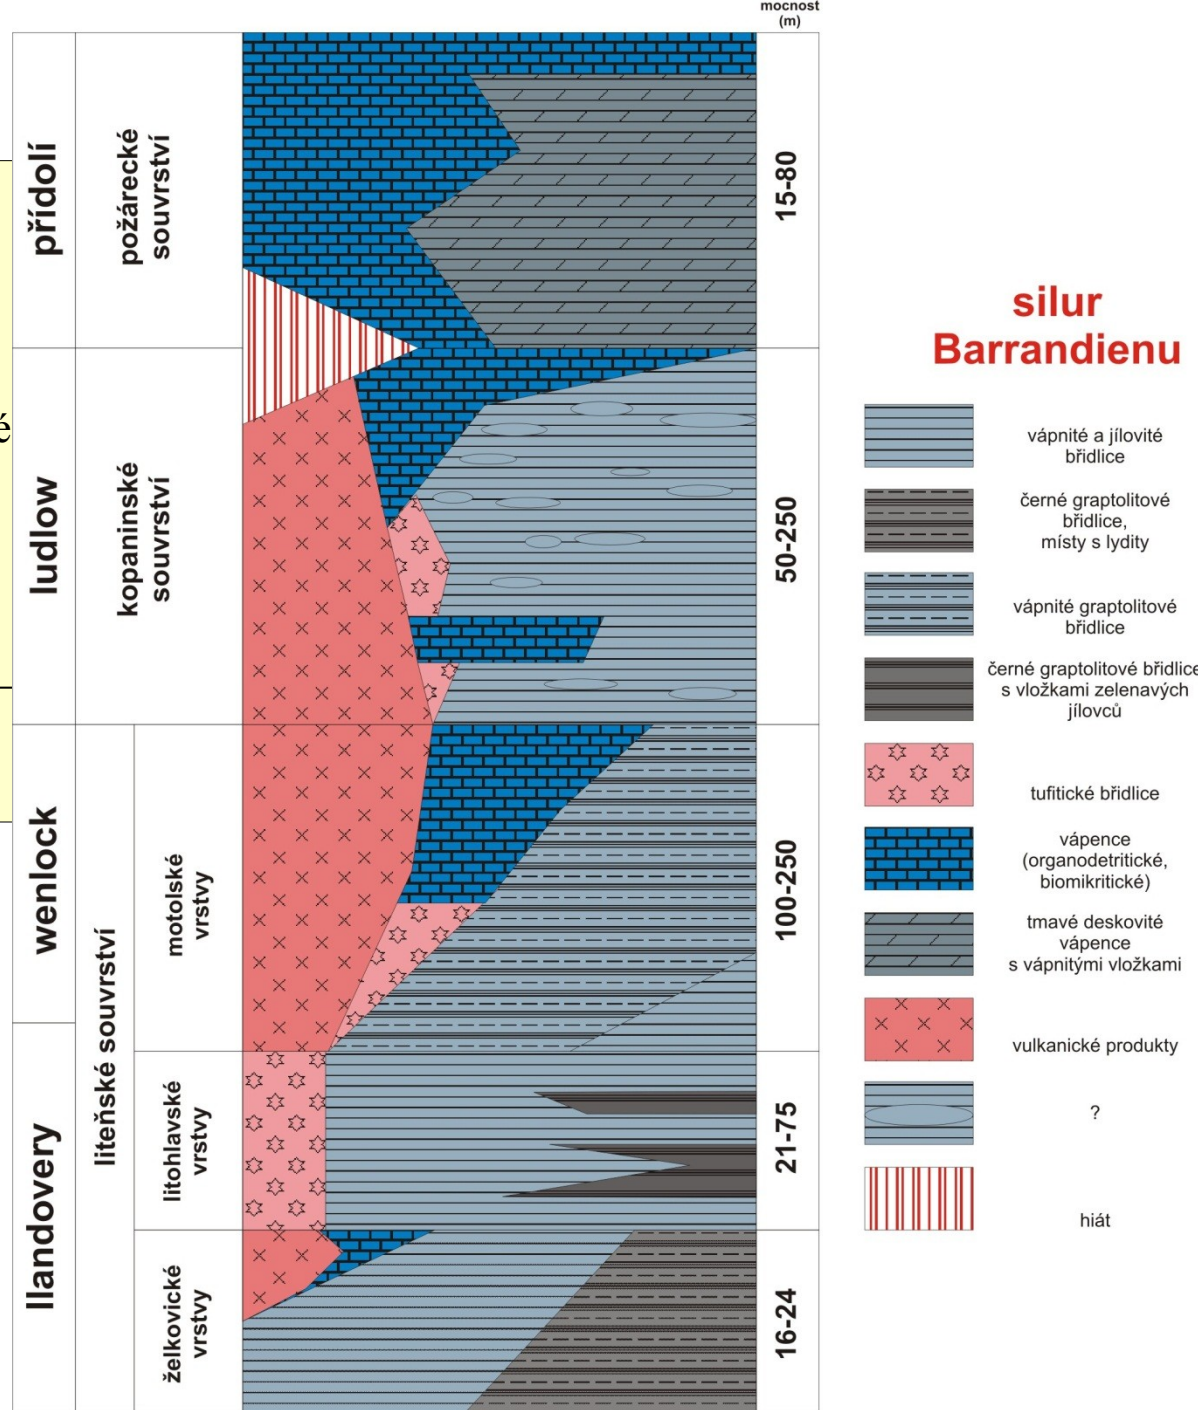 mocnost
(m)
přídolí
požárecké
souvrství
15-80
é
ludlow
kopaninské
souvrství
50-250
wenlock
liteňské souvrství
motolské
vrstvy
100-250
llandovery
litohlavské
vrstvy
21-75
želkovické
vrstvy
16-24
silur
Barrandienu
vápnité a jílovité
břidlice
černé graptolitové
břidlice,
místy s lydity
vápnité graptolitové
břidlice
černé graptolitové břidlice
s vložkami zelenavých
jílovců
tufitické břidlice
vápence
(organodetritické,
biomikritické)
tmavé deskovité
vápence
s vápnitými vložkami
vulkanické produkty
?
hiát